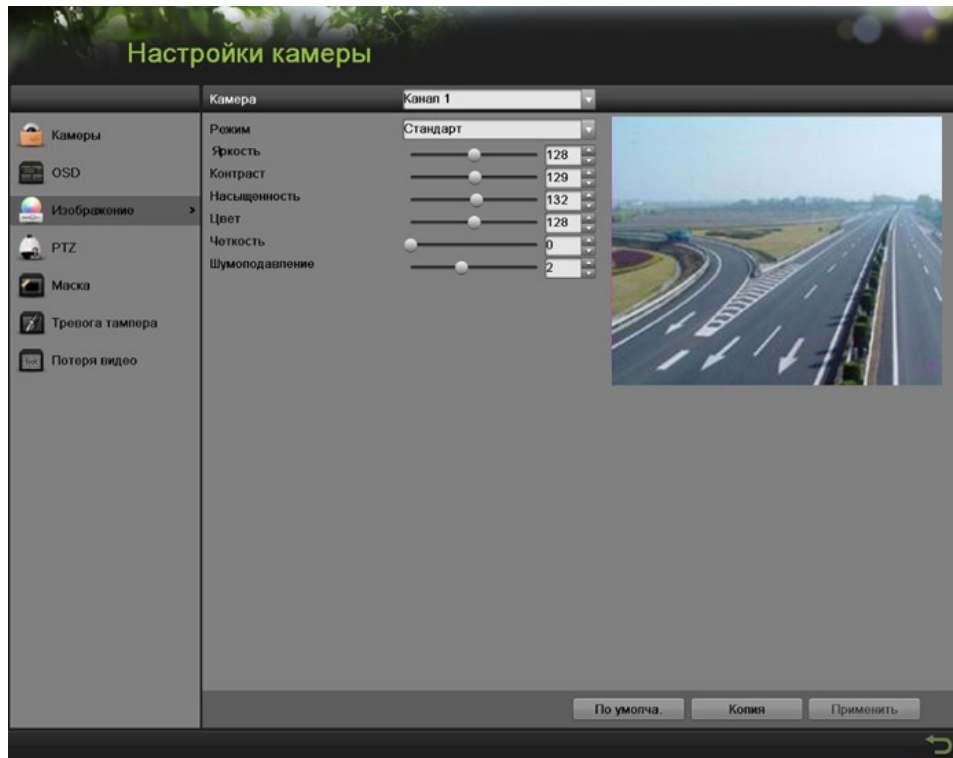 Настройки камеры
Камера Канал 1
Камеры
OSD
Изображение
PTZ
Маска
Тревога тампера
Потеря видео
Режим Стандарт
Яркость 128
Контраст 129
Насыщенность 132
Цвет 128
Четкость 0
Шумоподавление 2
По умолча. Копия Применить